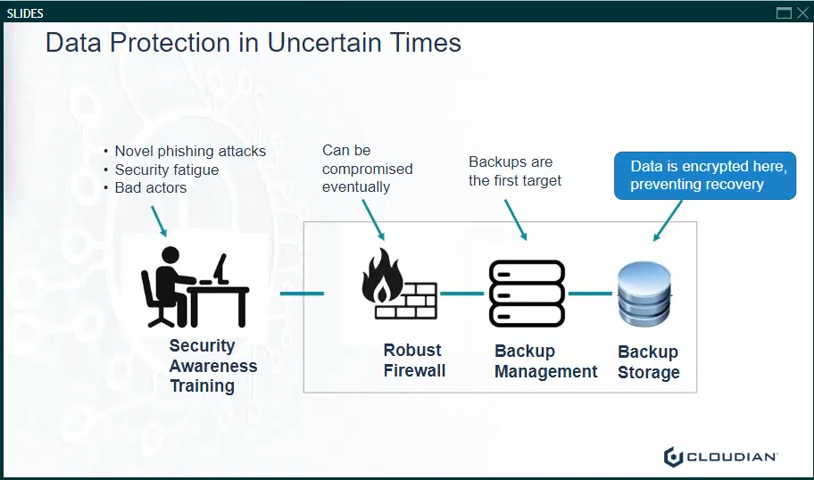 SLIDES
Data Protection in Uncertain Times
• Novel phishing attacks
• Security fatigue
• Bad actors
Can be
compromised
eventually
Backups are
the first target
Data is encrypted here,
preventing recovery
Security
Awareness
Training
Robust
Firewall
Backup
Management
Backup
Storage
CLOUDIAN